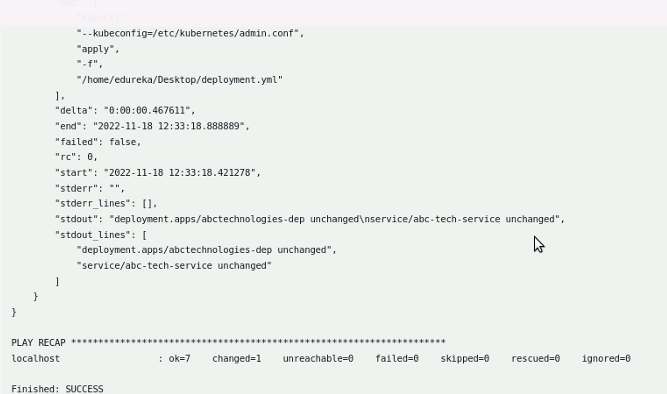 "--kubeconfig=/etc/kubernetes/admin.conf",
"apply",
"-f",
"/home/edureka/Desktop/deployment.yml"
],
"delta": "0:00:00.467611",
"end": "2022-11-18 12:33:18.888889",
"failed": false,
"rc": 0,
"start": "2022-11-18 12:33:18.421278",
"stderr": "",
"stderr_lines": [],
"stdout": "deployment.apps/abctechnologies-dep unchanged\nservice/abc-tech-service unchanged",
"stdout_lines": [
"deployment.apps/abctechnologies-dep unchanged",
"service/abc-tech-service unchanged"
]
}
}
PLAY RECAP *********************************************************************
localhost : ok=7 changed=1 unreachable=0 failed=0 skipped=0 rescued=0 ignored=0
Finished: SUCCESS